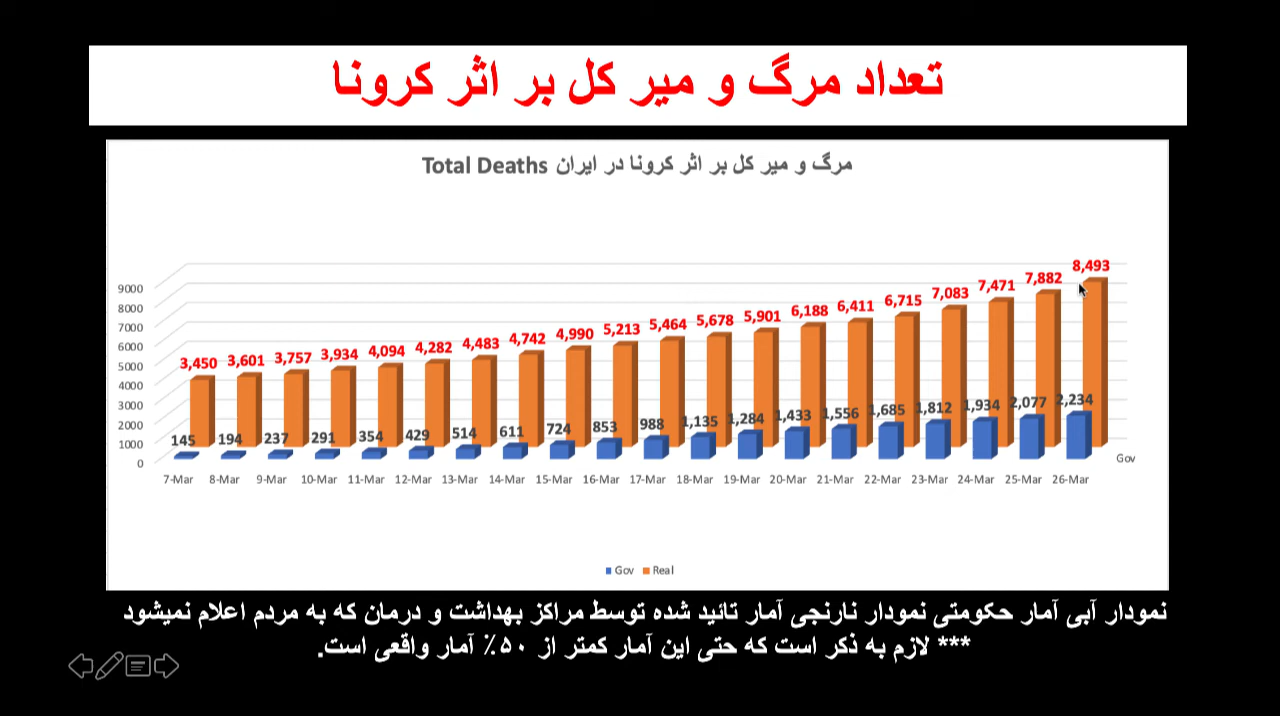 تعداد مرگ و میر کل بر اثر کرونا
مرگ و میر کل بر اثر کرونا در ایران Total Deaths
9000
8000
7000
6000
5000
4000
3000
2000
1000
0
3,450 3,601 3,757 3,934 4,094 4,282 4,483 4,742 4,990 5,213 5,464 5,678 5,901 6,188 6,411 6,715 7,083 7,471 7,882 8,493
145 194 237 291 354 429 514 611 724 853 988 1,135 1,284 1,433 1,556 1,685 1,812 1,934 2,077 2,234
Gov
7-Mar 8-Mar 9-Mar 10-Mar 11-Mar 12-Mar 13-Mar 14-Mar 15-Mar 16-Mar 17-Mar 18-Mar 19-Mar 20-Mar 21-Mar 22-Mar 23-Mar 24-Mar 25-Mar 26-Mar
Gov Real
نمودار آبی آمار حکومتی نمودار نارنجی آمار تائید شده توسط مراکز بهداشت و درمان که به مردم اعلام نمیشود
*** لازم به ذکر است که حتی این آمار کمتر از ۵۰٪ آمار واقعی است.